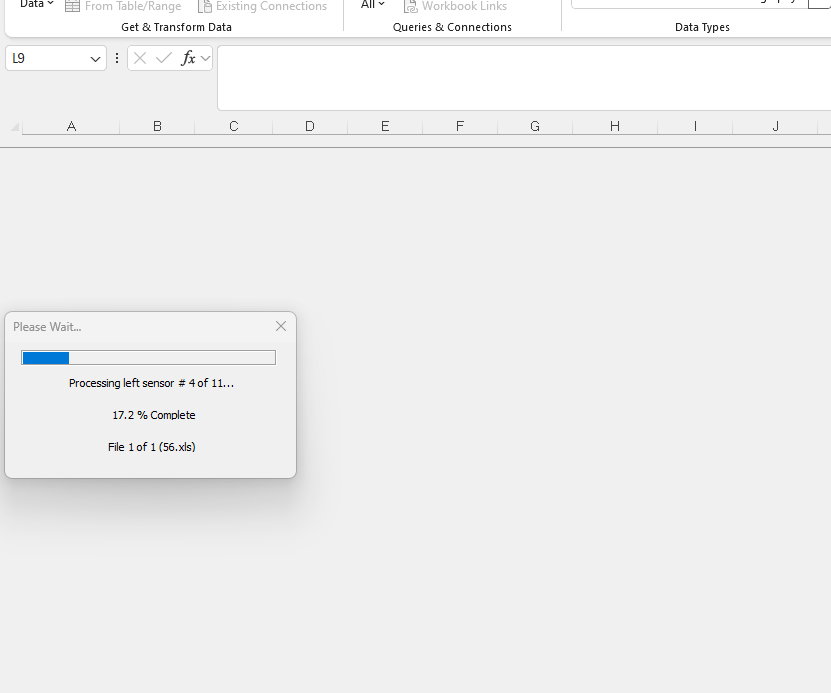 Data
All
From Table/Range
Existing Connections
Workbook Links
Get & Transform Data
Queries & Connections
Data Types
L9
fx
A B C D E F G H I J
Please Wait...
Processing left sensor # 4 of 11...
17.2 % Complete
File 1 of 1 (56.xls)